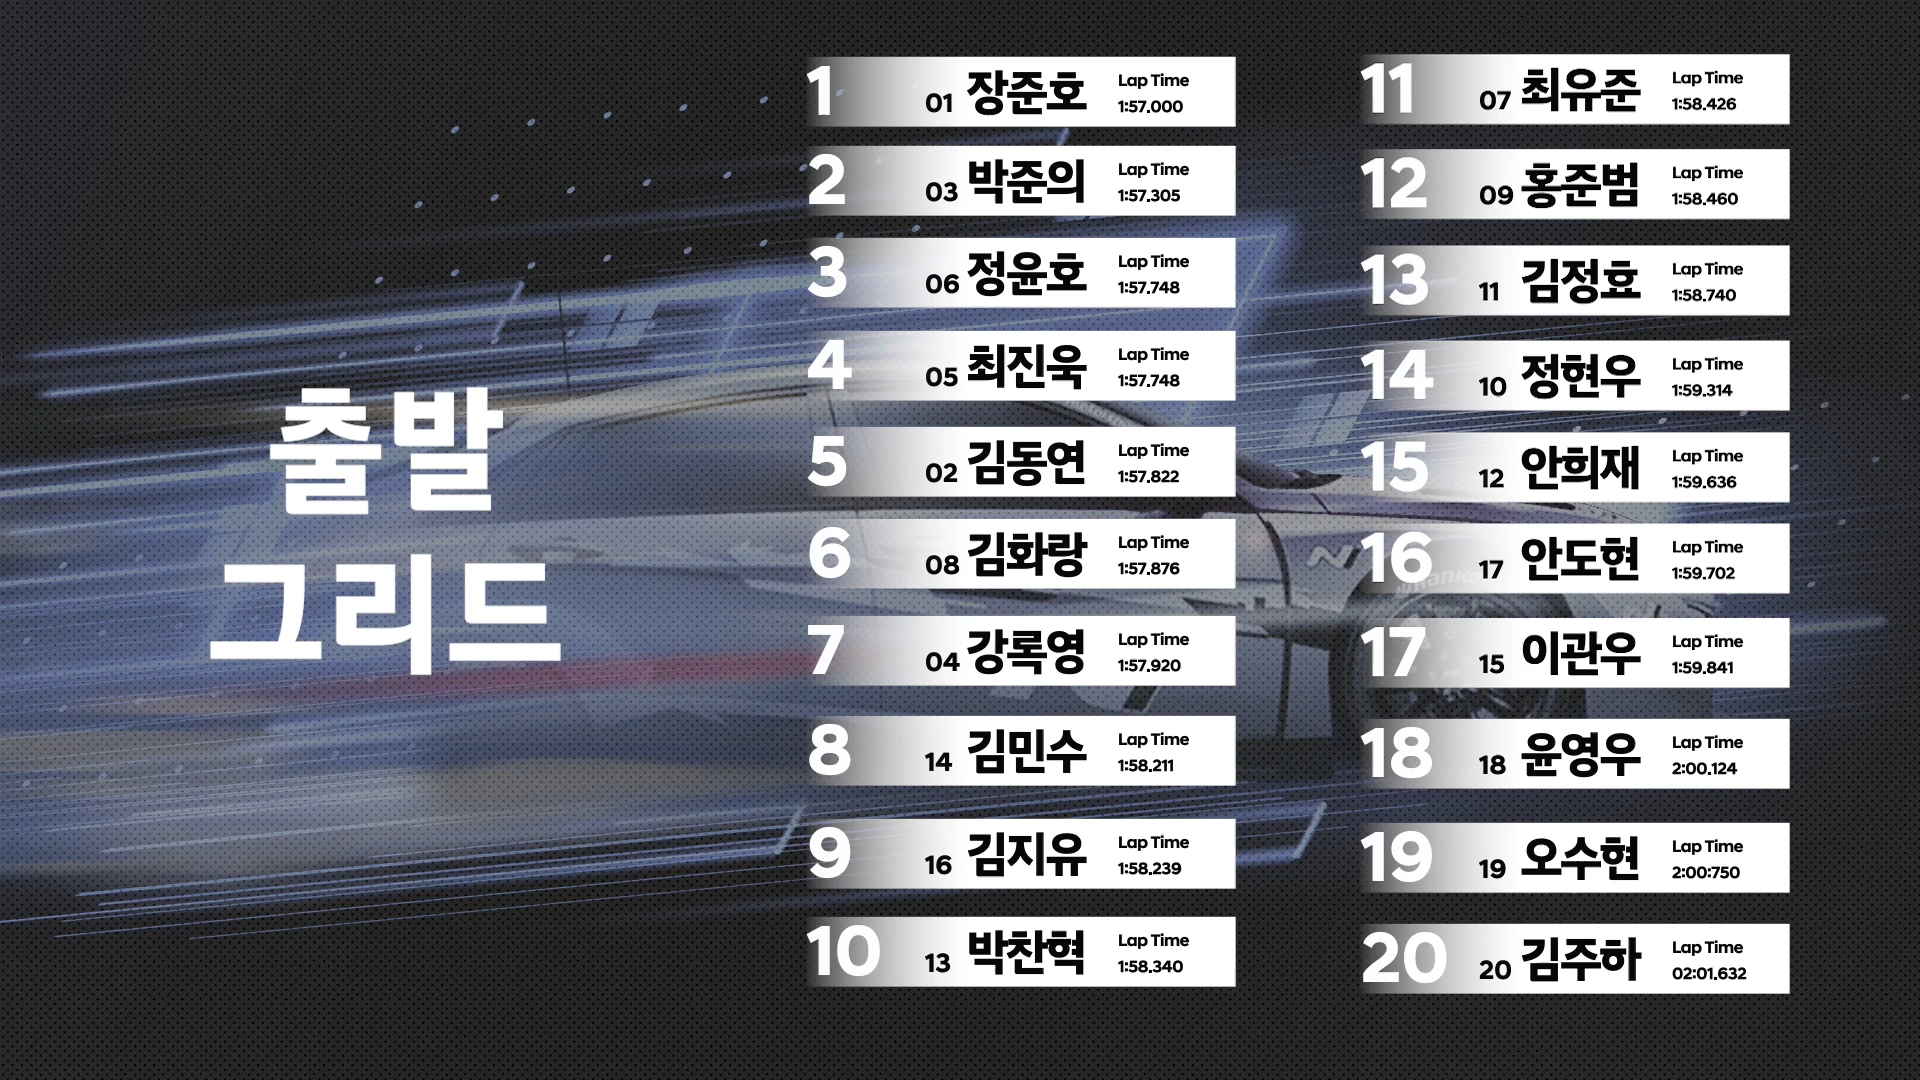 출발
그리드
1 01 장준호 Lap Time 1:57.000
2 03 박준의 Lap Time 1:57.305
3 06 정윤호 Lap Time 1:57.748
4 05 최진욱 Lap Time 1:57.748
5 02 김동연 Lap Time 1:57.822
6 08 김화랑 Lap Time 1:57.876
7 04 강록영 Lap Time 1:57.920
8 14 김민수 Lap Time 1:58.211
9 16 김지유 Lap Time 1:58.239
10 13 박찬혁 Lap Time 1:58.340
11 07 최유준 Lap Time 1:58.426
12 09 홍준범 Lap Time 1:58.460
13 11 김정효 Lap Time 1:58.740
14 10 정현우 Lap Time 1:59.314
15 12 안희재 Lap Time 1:59.636
16 17 안도현 Lap Time 1:59.702
17 15 이관우 Lap Time 1:59.841
18 18 윤영우 Lap Time 2:00.124
19 19 오수현 Lap Time 2:00:750
20 20 김주하 Lap Time 02:01.632
N